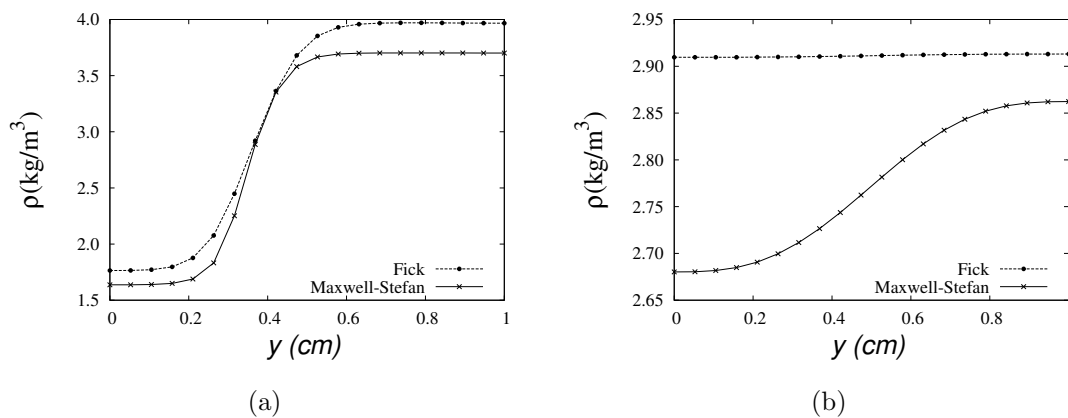 4.0
3.5
3.0
2.5
2.0
1.5
ρ(kg/m³)
Fick
Maxwell-Stefan
0 0.2 0.4 0.6 0.8 1
y (cm)
(a)
2.95
2.90
2.85
2.80
2.75
2.70
2.65
ρ(kg/m³)
Fick
Maxwell-Stefan
0 0.2 0.4 0.6 0.8
y (cm)
(b)